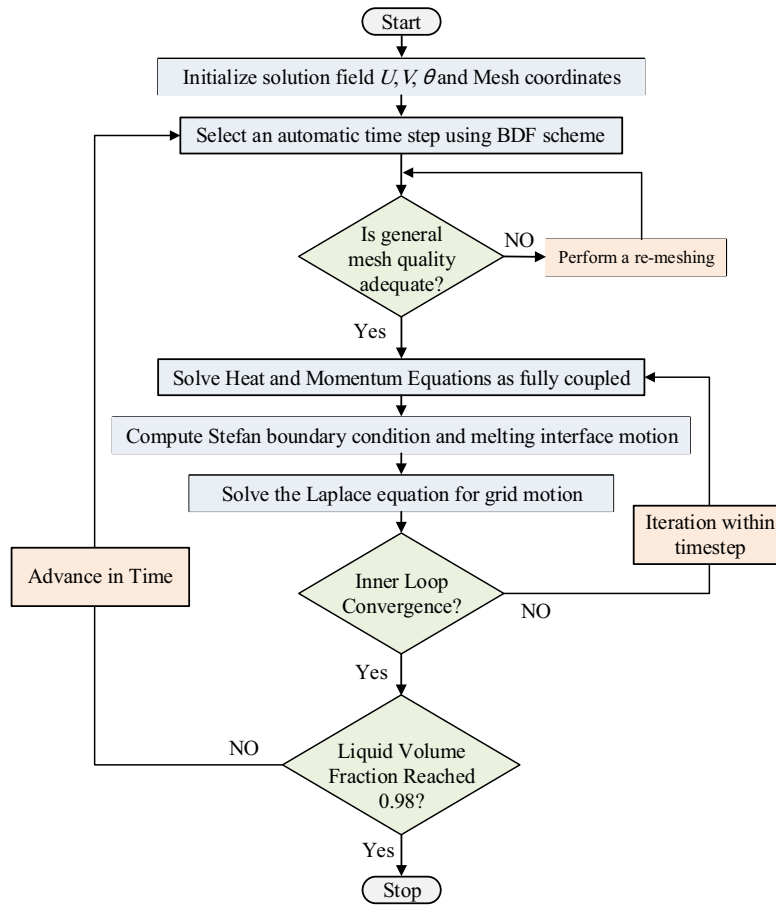 Start
Initialize solution field U, V, θ and Mesh coordinates
Select an automatic time step using BDF scheme
Is general
mesh quality
adequate?
NO
Perform a re-meshing
Yes
Solve Heat and Momentum Equations as fully coupled
Compute Stefan boundary condition and melting interface motion
Solve the Laplace equation for grid motion
Iteration within
timestep
Advance in Time
Inner Loop
Convergence?
NO
Yes
NO
Liquid Volume
Fraction Reached
0.98?
Yes
Stop